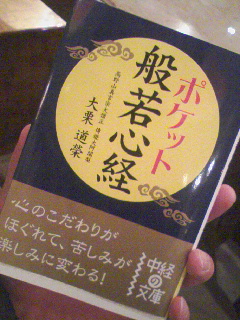 ポケット
般若心経
大栗 道榮
心のこだわりが
ほぐれて、苦しみが
楽しみに変わる!
中経の文庫